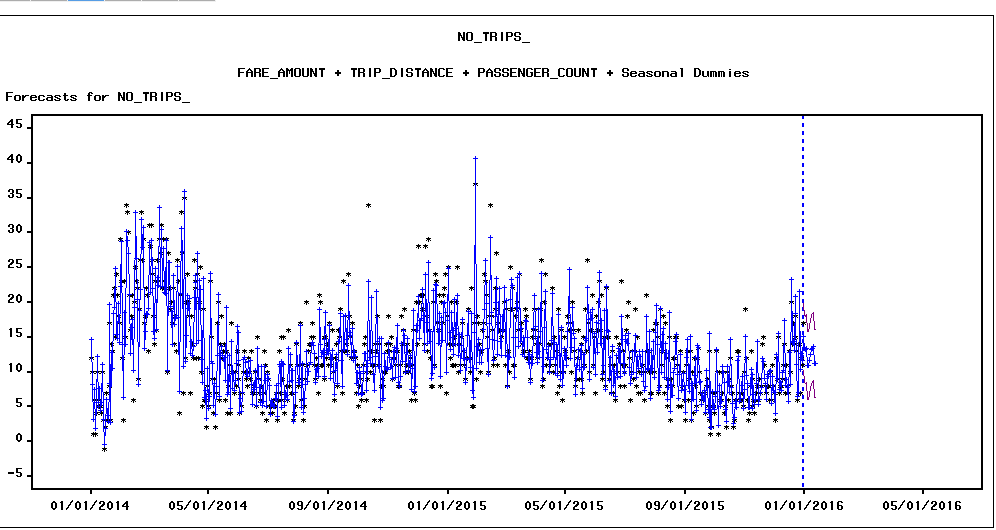 NO_TRIPS_
FARE_AMOUNT + TRIP_DISTANCE + PASSENGER_COUNT + Seasonal Dummies
Forecasts for NO_TRIPS_
45
40
35
30
25
20
15
10
5
0
-5
01/01/2014 05/01/2014 09/01/2014 01/01/2015 05/01/2015 09/01/2015 01/01/2016 05/01/2016